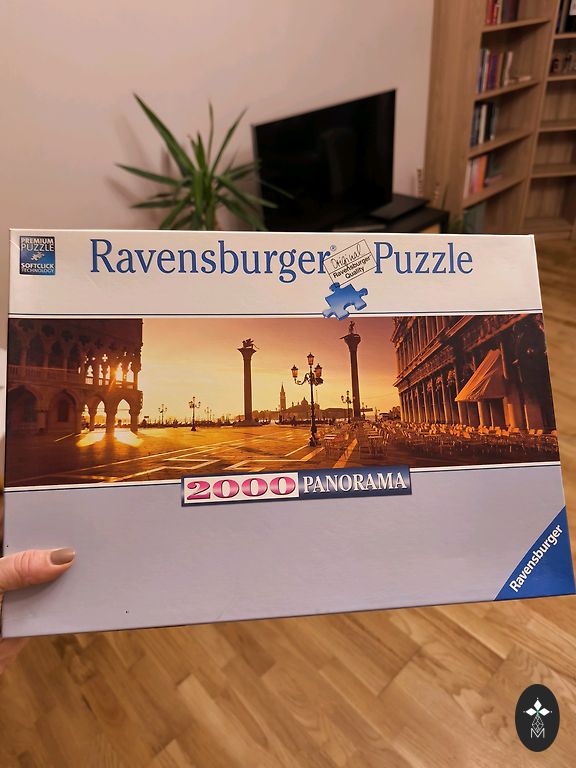 PREMIUM
PUZZLE
SOFTCLICK
TECHNOLOGY
Ravensburger® Puzzle
Original
Ravensburger
Quality
2000 PANORAMA
Ravensburger
M